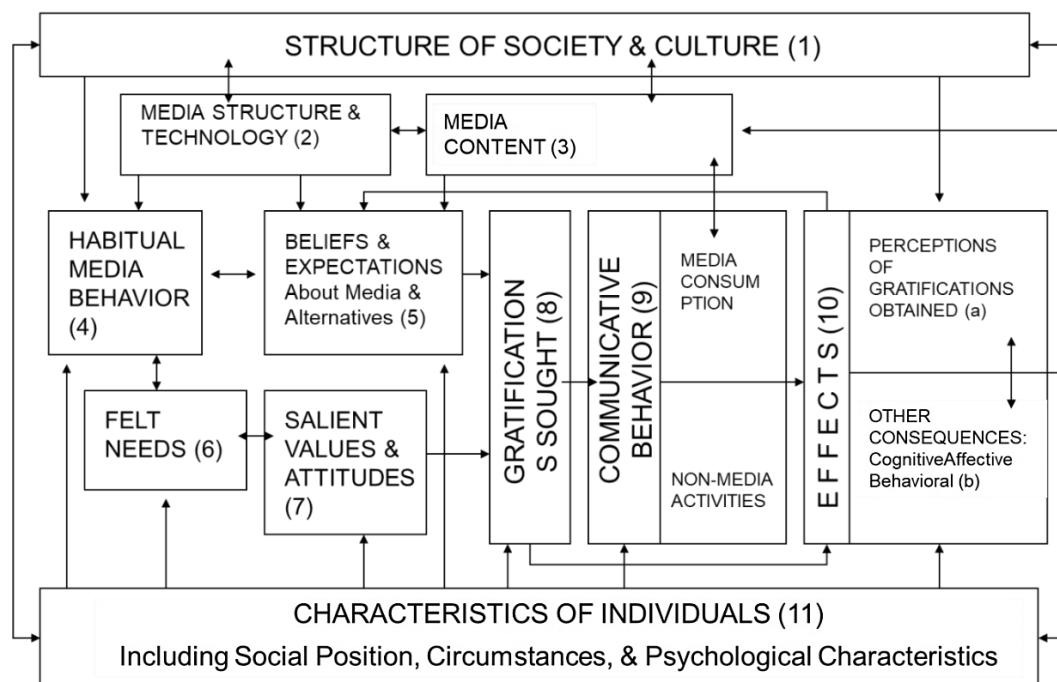 STRUCTURE OF SOCIETY & CULTURE (1)
MEDIA STRUCTURE &
TECHNOLOGY (2)
MEDIA
CONTENT (3)
HABITUAL
MEDIA
BEHAVIOR
(4)
BELIEFS &
EXPECTATIONS
About Media &
Alternatives (5)
GRATIFICATION
S SOUGHT (8)
COMMUNICATIVE
BEHAVIOR (9)
MEDIA
CONSUM
PTION
EFFECTS (10)
PERCEPTIONS
OF
GRATIFICATIONS
OBTAINED (a)
FELT
NEEDS (6)
SALIENT
VALUES &
ATTITUDES
(7)
NON-MEDIA
ACTIVITIES
OTHER
CONSEQUENCES:
CognitiveAffective
Behavioral (b)
CHARACTERISTICS OF INDIVIDUALS (11)
Including Social Position, Circumstances, & Psychological Characteristics